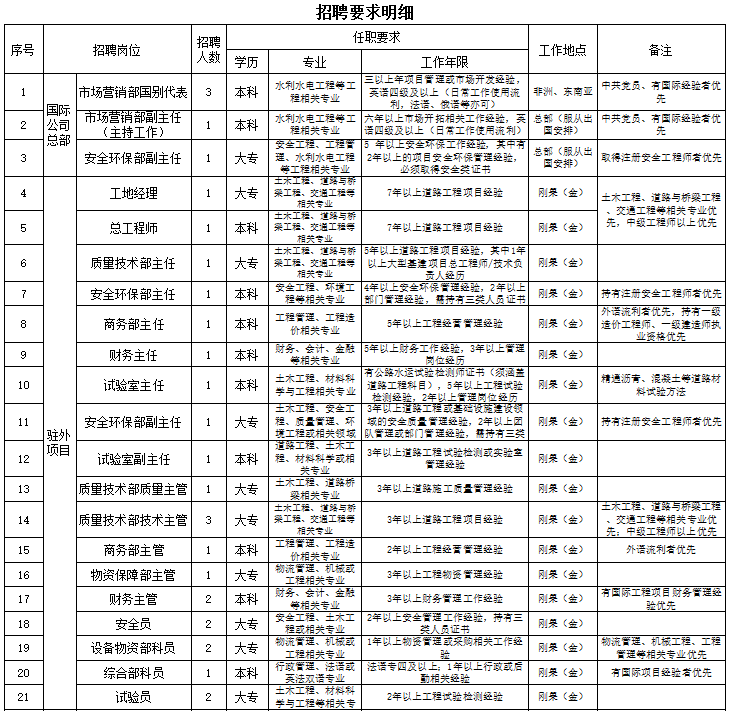 招聘要求明细
序号 招聘岗位 招聘人数 任职要求 工作地点 备注
学历 专业 工作年限
国际公司总部
1 市场营销部国别代表 3 本科 水利水电工程等工程相关专业 三以上年项目管理或市场开发经验，英语四级及以上（日常工作使用流利，法语、俄语等亦可） 非洲、东南亚 中共党员、有国际经验者优先
2 市场营销部副主任（主持工作） 1 本科 水利水电工程等工程相关专业 六年以上市场开拓相关工作经验，英语四级及以上（日常工作使用流利） 总部（服从出国安排） 中共党员、有国际经验者优先
3 安全环保部副主任 1 大专 安全工程、工程管理、水利水电工程等工程相关专业 5 年以上安全环保工作经验，其中有2年以上的项目安全环保管理经验，必须取得安全类证书 总部（服从出国安排） 取得注册安全工程师者优先
驻外项目
4 工地经理 1 大专 土木工程、道路与桥梁工程、交通工程等相关专业 7年以上道路工程项目经验 刚果（金） 土木工程、道路与桥梁工程、交通工程等相关专业优先，中级工程师以上优先
5 总工程师 1 本科 土木工程、道路与桥梁工程、交通工程等相关专业 7年以上道路工程项目经验 刚果（金）
6 质量技术部主任 1 大专 土木工程、道路与桥梁工程、交通工程等相关专业 5年以上道路工程项目经验，其中1年以上大型基建项目总工程师/技术负责人经历 刚果（金）
7 安全环保部主任 1 本科 安全工程、环境工程等相关专业 4年以上安全环保管理经验，2年以上部门管理经验，需持有三类人员证书 刚果（金） 持有注册安全工程师者优先
8 商务部主任 1 本科 工程管理、工程造价相关专业 5年以上工程经营管理经验 刚果（金） 外语流利者优先，持有一级造价工程师、一级建造师执业资格优先
9 财务主任 1 本科 财务、会计、金融等相关专业 5年以上财务工作经验，3年以上管理岗位经历 刚果（金）
10 试验室主任 1 本科 土木工程、材料科学与工程相关专业 有公路水运试验检测师证书（须涵盖道路工程科目），5年以上工程试验检测经验，2年以上管理岗位经历 刚果（金） 精通沥青、混凝土等道路材料试验方法
11 安全环保部副主任 1 大专 土木工程、安全工程、质量管理、环境工程或相关领域 3年以上道路工程或基础设施建设领域的安全质量管理经验，2年以上团队管理或部门管理经验，需持有三类 刚果（金） 持有注册安全工程师者优先
12 试验室副主任 1 本科 道路工程、土木工程、材料科学或相关专业 3年以上道路工程试验检测或实验室管理经验 刚果（金）
13 质量技术部质量主管 1 大专 土木工程、道路桥梁相关专业 3年以上道路施工质量管理经验 刚果（金）
14 质量技术部技术主管 3 大专 土木工程、道路与桥梁工程、交通工程等相关专业 3年以上道路工程项目经验 刚果（金） 土木工程、道路与桥梁工程、交通工程等相关专业优先；中级工程师以上优先
15 商务部主管 1 本科 工程管理、工程造价相关专业 2年以上工程经营管理经验 刚果（金） 外语流利者优先
16 物资保障部主管 1 大专 物流管理、机械或工程相关专业 3年以上工程物资管理经验 刚果（金）
17 财务主管 2 本科 财务、会计、金融等相关专业 3年以上财务管理工作经验 刚果（金） 有国际工程项目财务管理经验优先
18 安全员 2 大专 安全工程、土木工程或相关专业 2年以上安全管理工作经验，持有三类人员证书 刚果（金）
19 设备物资部科员 2 大专 物流管理、机械或工程相关专业 1年以上物资管理或采购相关工作经验 刚果（金） 物流管理、机械工程、工程管理等相关专业优先
20 综合部科员 1 本科 行政管理、法语或英法双语专业 法语专四及以上；1年以上行政或后勤相关经验 刚果（金） 有国际项目经验者优先
21 试验员 2 大专 土木工程、材料科学与工程等相关专 2年以上工程试验检测经验 刚果（金）